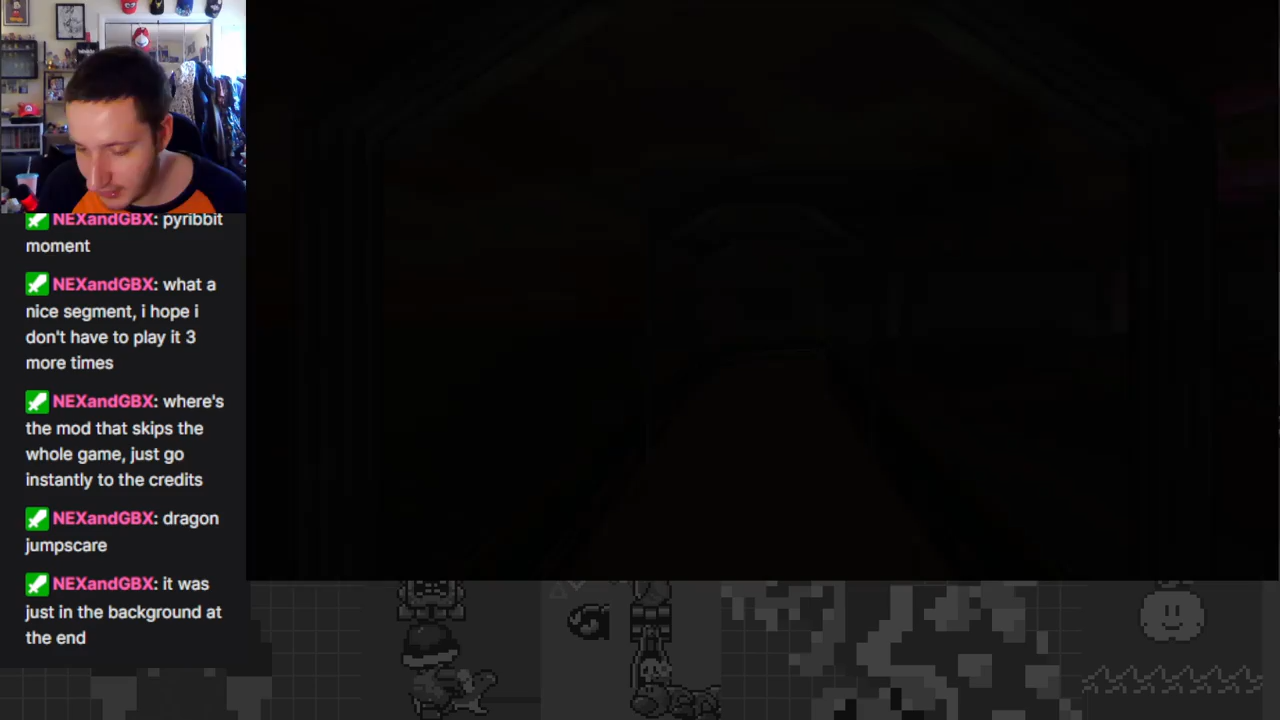 NEXandGBX: pyribbit
moment
NEXandGBX: what a
nice segment, i hope i
don't have to play it 3
more times
NEXandGBX: where's
the mod that skips the
whole game, just go
instantly to the credits
NEXandGBX: dragon
jumpscare
NEXandGBX: it was
just in the background at
the end